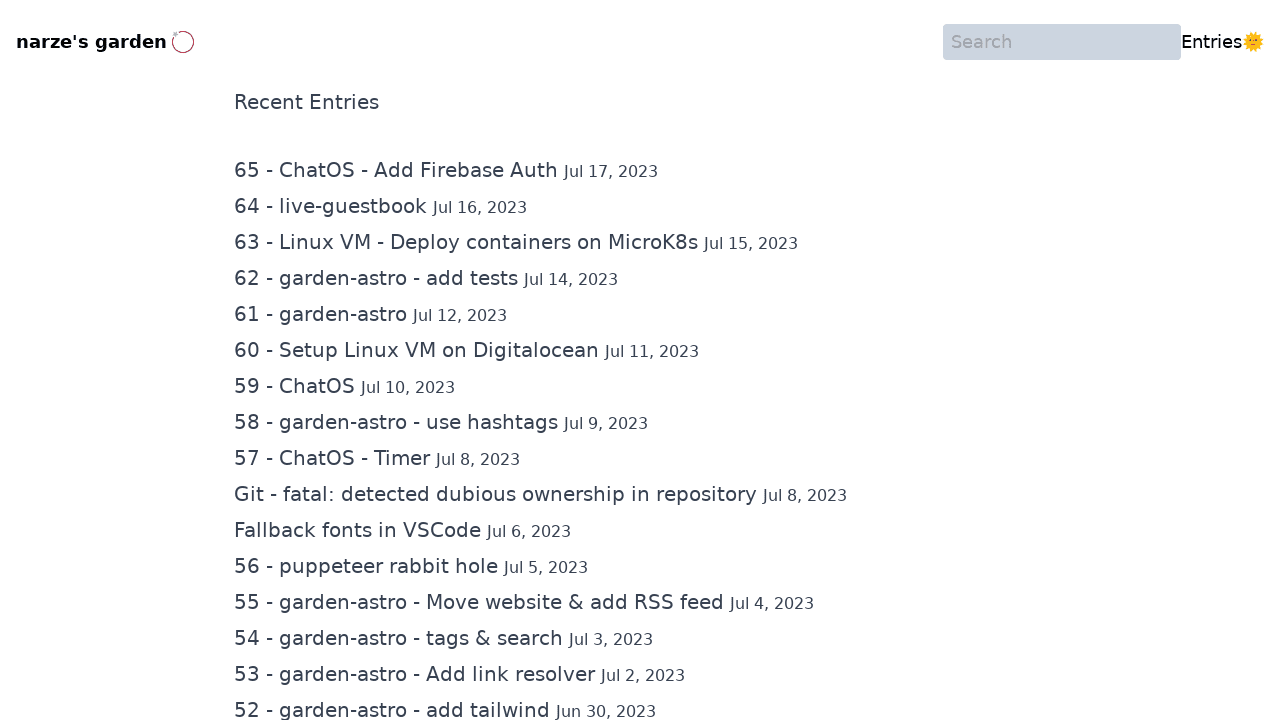 narze's garden
Search
Entries🌞
Recent Entries
65 - ChatOS - Add Firebase Auth Jul 17, 2023
64 - live-guestbook Jul 16, 2023
63 - Linux VM - Deploy containers on MicroK8s Jul 15, 2023
62 - garden-astro - add tests Jul 14, 2023
61 - garden-astro Jul 12, 2023
60 - Setup Linux VM on Digitalocean Jul 11, 2023
59 - ChatOS Jul 10, 2023
58 - garden-astro - use hashtags Jul 9, 2023
57 - ChatOS - Timer Jul 8, 2023
Git - fatal: detected dubious ownership in repository Jul 8, 2023
Fallback fonts in VSCode Jul 6, 2023
56 - puppeteer rabbit hole Jul 5, 2023
55 - garden-astro - Move website & add RSS feed Jul 4, 2023
54 - garden-astro - tags & search Jul 3, 2023
53 - garden-astro - Add link resolver Jul 2, 2023
52 - garden-astro - add tailwind Jun 30, 2023